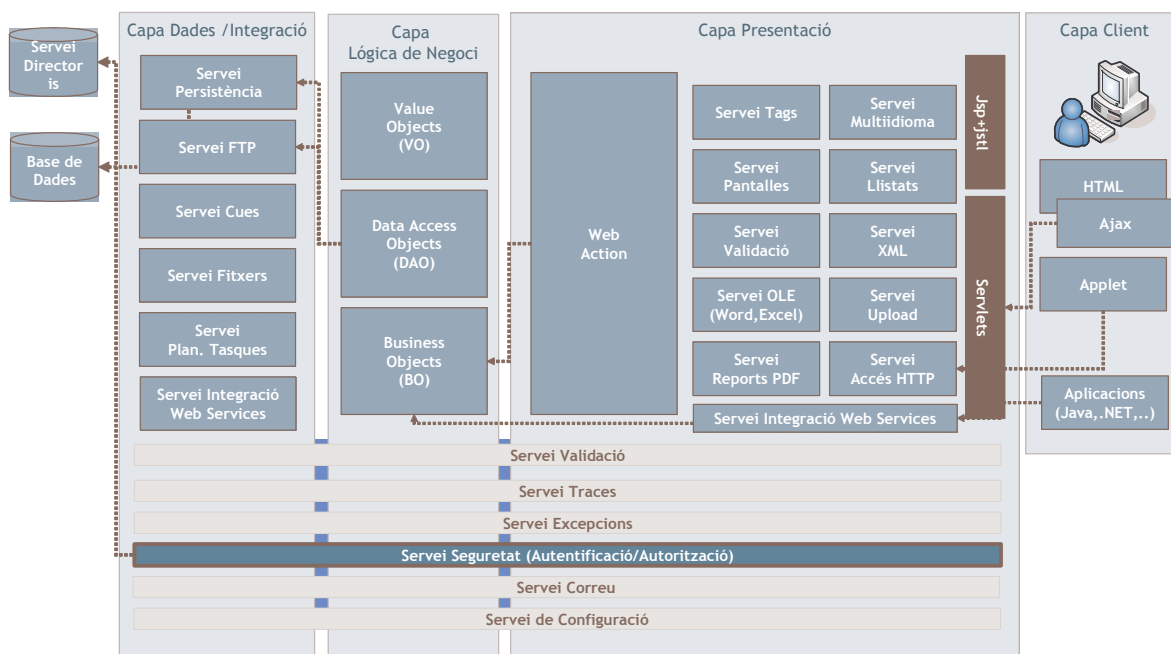 Servei
Director
is
Base de
Dades
Capa Dades /Integració
Servei
Persistència
Servei FTP
Servei Cues
Servei Fitxers
Servei
Plan. Tasques
Servei Integració
Web Services
Capa
Lógica de Negoci
Value
Objects
(VO)
Data Access
Objects
(DAO)
Business
Objects
(BO)
Capa Presentació
Web
Action
Servei Tags
Servei
Multiidioma
Servei
Pantalles
Servei
Llistats
Servei
Validació
Servei
XML
Servei OLE
(Word,Excel)
Servei
Upload
Servei
Reports PDF
Servei
Accés HTTP
Servei Integració Web Services
Jsp+jstl
Servlets
Capa Client
HTML
Ajax
Applet
Aplicacions
(Java,.NET,..)
Servei Validació
Servei Traces
Servei Excepcions
Servei Seguretat (Autentificació/Autorització)
Servei Correu
Servei de Configuració